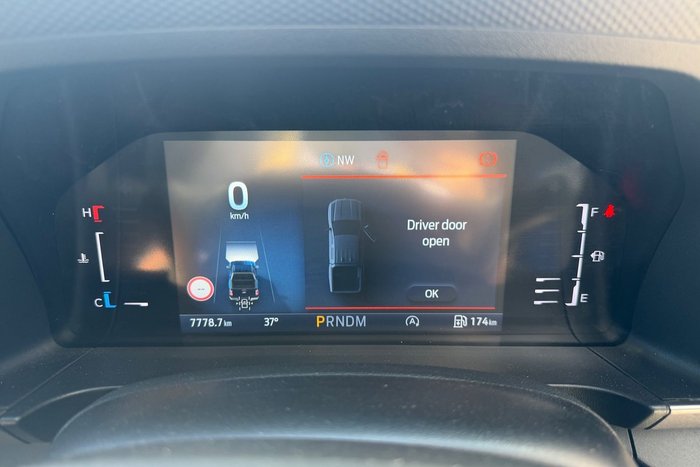 NW
0
km/h
H
C
Driver door
open
OK
F
E
--
7778.7 km
37°
PRNDM
A
174 km